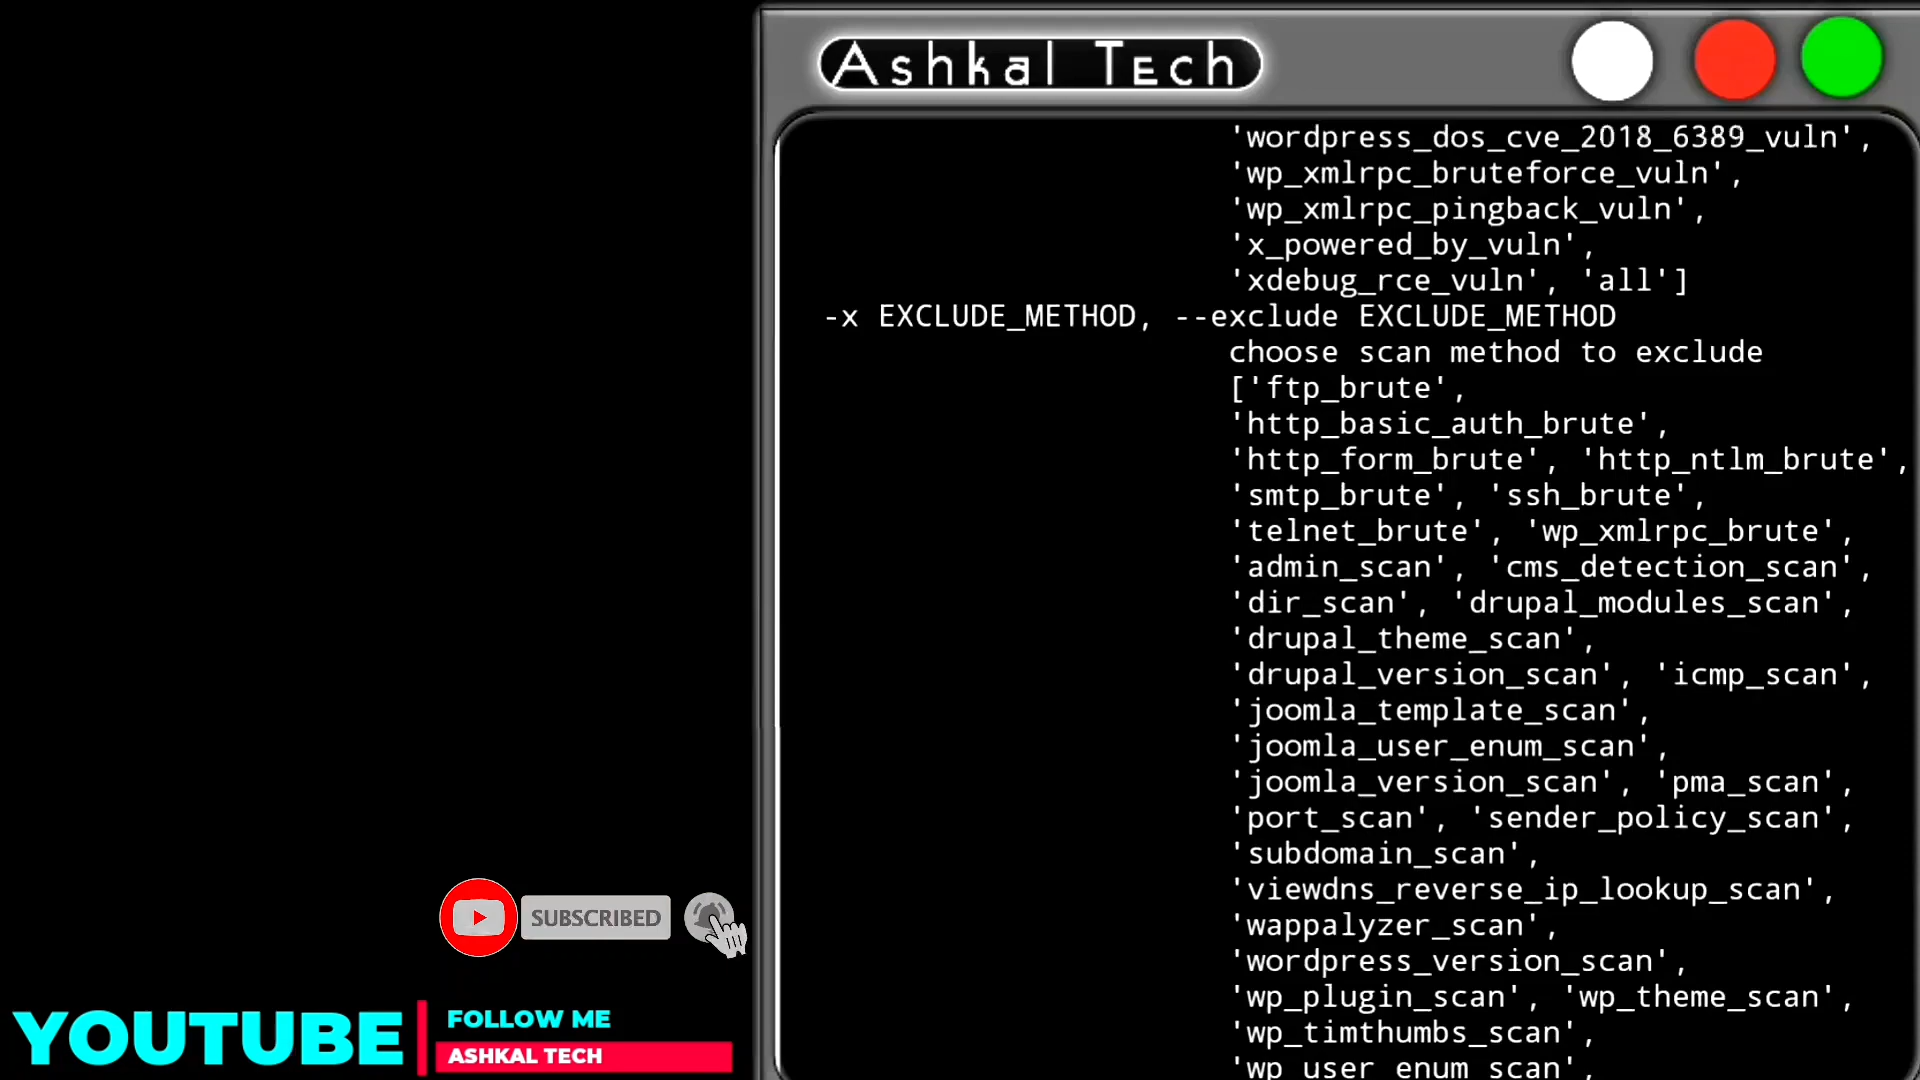 Ashkal Tech
'wordpress_dos_cve_2018_6389_vuln',
'wp_xmlrpc_bruteforce_vuln',
'wp_xmlrpc_pingback_vuln',
'x_powered_by_vuln',
'xdebug_rce_vuln', 'all']
-x EXCLUDE_METHOD, --exclude EXCLUDE_METHOD
choose scan method to exclude
['ftp_brute',
'http_basic_auth_brute',
'http_form_brute', 'http_ntlm_brute',
'smtp_brute', 'ssh_brute',
'telnet_brute', 'wp_xmlrpc_brute',
'admin_scan', 'cms_detection_scan',
'dir_scan', 'drupal_modules_scan',
'drupal_theme_scan',
'drupal_version_scan', 'icmp_scan',
'joomla_template_scan',
'joomla_user_enum_scan',
'joomla_version_scan', 'pma_scan',
'port_scan', 'sender_policy_scan',
'subdomain_scan',
'viewdns_reverse_ip_lookup_scan',
'wappalyzer_scan',
'wordpress_version_scan',
'wp_plugin_scan', 'wp_theme_scan',
'wp_timthumbs_scan',
'wp_user_enum_scan',
SUBSCRIBED
YOUTUBE
FOLLOW ME
ASHKAL TECH